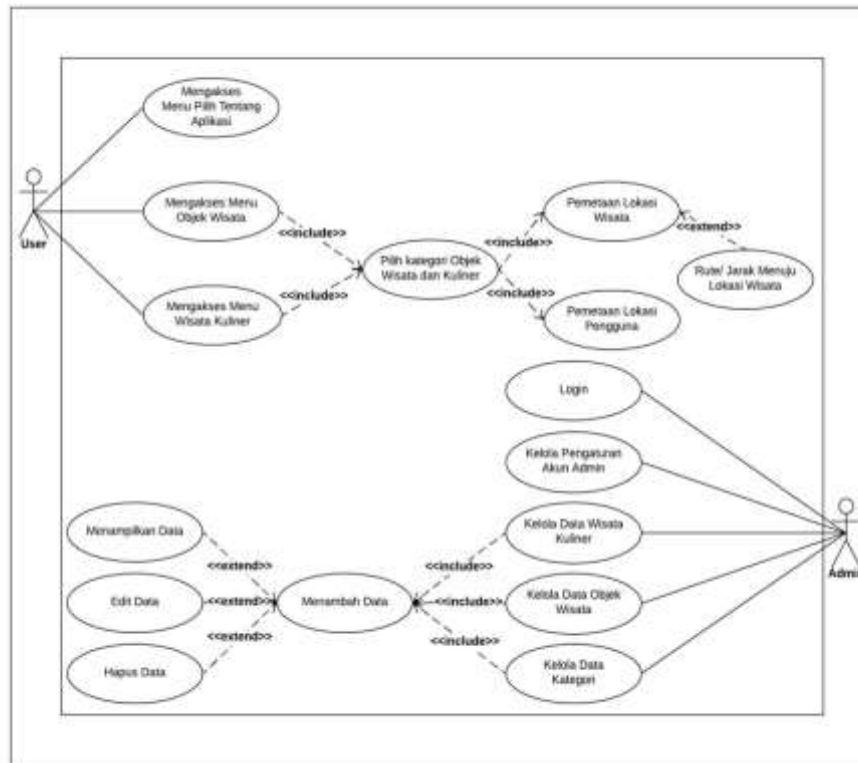 Mengakses
Menu Pilih Tentang
Aplikasi
User
Mengakses Menu
Objek Wisata
<<include>>
Mengakses Menu
Wisata Kuliner
<<include>>
Pilih kategori Objek
Wisata dan Kuliner
<<include>>
<<include>>
Pemetaan Lokasi
Wisata
<<extend>>
Rute/ Jarak Menuju
Lokasi Wisata
Pemetaan Lokasi
Pengguna
Login
Kelola Pengaturan
Akun Admin
Kelola Data Wisata
Kuliner
Kelola Data Objek
Wisata
Kelola Data
Kategori
Admin
<<include>>
<<include>>
<<include>>
Menambah Data
<<extend>>
<<extend>>
<<extend>>
Menampilkan Data
Edit Data
Hapus Data